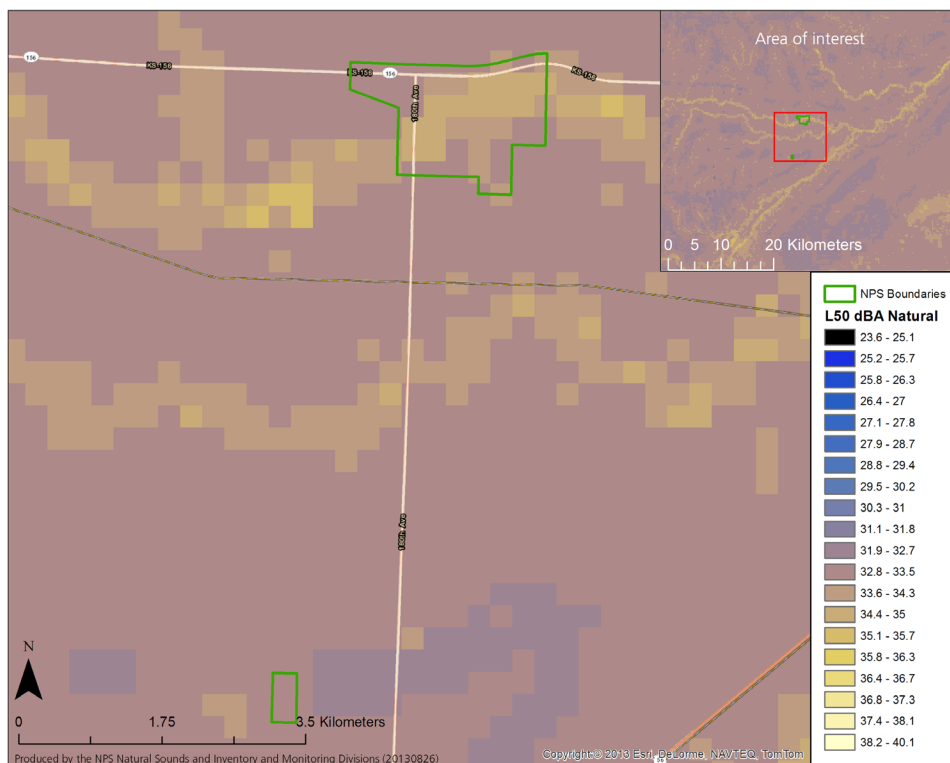 Area of interest
0 5 10 20 Kilometers
156
KS-156
KS-156
156
KS-156
180th Ave
180th Ave
NPS Boundaries
L50 dBA Natural
23.6 - 25.1
25.2 - 25.7
25.8 - 26.3
26.4 - 27
27.1 - 27.8
27.9 - 28.7
28.8 - 29.4
29.5 - 30.2
30.3 - 31
31.1 - 31.8
31.9 - 32.7
32.8 - 33.5
33.6 - 34.3
34.4 - 35
35.1 - 35.7
35.8 - 36.3
36.4 - 36.7
36.8 - 37.3
37.4 - 38.1
38.2 - 40.1
N
0 1.75 3.5 Kilometers
Produced by the NPS Natural Sounds and Inventory and Monitoring Divisions (20130826)
Copyright:© 2013 Esri, DeLorme, NAVTEQ, TomTom